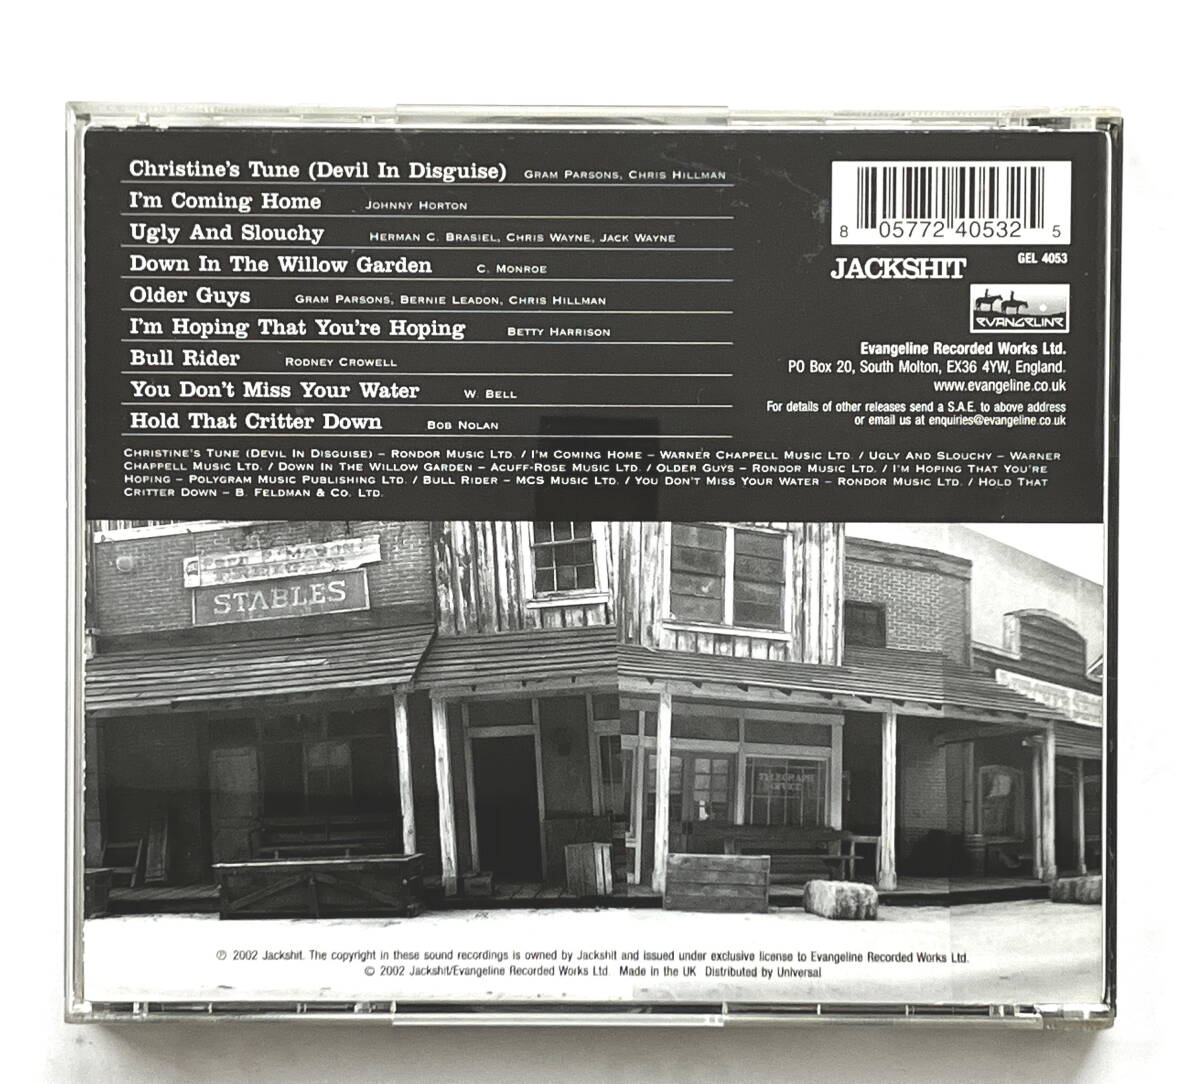 Christine's Tune (Devil In Disguise) Gram Parsons, Chris Hillman
I'm Coming Home Johnny Horton
Ugly And Slouchy Herman C. Brasiel, Chris Wayne, Jack Wayne
Down In The Willow Garden C. Monroe
Older Guys Gram Parsons, Bernie Leadon, Chris Hillman
I'm Hoping That You're Hoping Betty Harrison
Bull Rider Rodney Crowell
You Don't Miss Your Water W. Bell
Hold That Critter Down Bob Nolan
Christine's Tune (Devil In Disguise) – Rondor Music Ltd. / I'm Coming Home – Warner Chappell Music Ltd. / Ugly And Slouchy – Warner
Chappell Music Ltd. / Down In The Willow Garden – Acuff-Rose Music Ltd. / Older Guys – Rondor Music Ltd. / I'm Hoping That You're
Hoping – Polygram Music Publishing Ltd. / Bull Rider – MCS Music Ltd. / You Don't Miss Your Water – Rondor Music Ltd. / Hold That
Critter Down – B. Feldman & Co. Ltd.
8 05772 40532 5
GEL 4053
JACKSHIT
EVANGELINE
Evangeline Recorded Works Ltd.
PO Box 20, South Molton, EX36 4YW, England.
www.evangeline.co.uk
For details of other releases send a S.A.E. to above address
or email us at enquiries@evangeline.co.uk
STABLES
TELEGRAPH
OFFICE
℗ 2002 Jackshit. The copyright in these sound recordings is owned by Jackshit and issued under exclusive license to Evangeline Recorded Works Ltd.
© 2002 Jackshit/Evangeline Recorded Works Ltd. Made in the UK Distributed by Universal